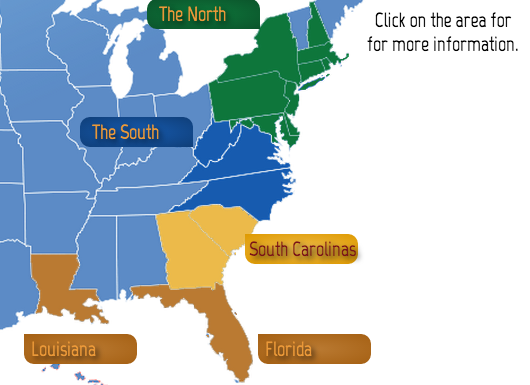 The North
Click on the area for
for more information.
The South
South Carolinas
Louisiana
Florida